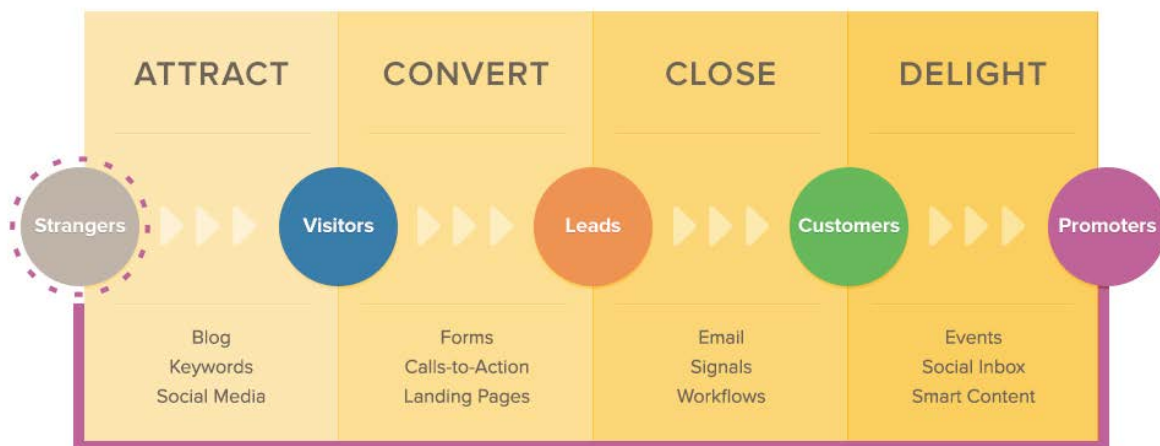 ATTRACT CONVERT CLOSE DELIGHT
Strangers Visitors Leads Customers Promoters
Blog Forms Email Events
Keywords Calls-to-Action Signals Social Inbox
Social Media Landing Pages Workflows Smart Content